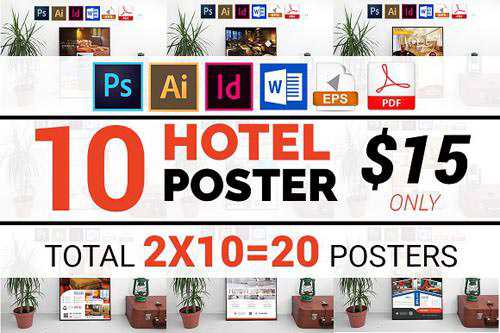 Ps Ai Id W EPS PDF
10 HOTEL POSTER
$15
ONLY
TOTAL 2X10=20 POSTERS